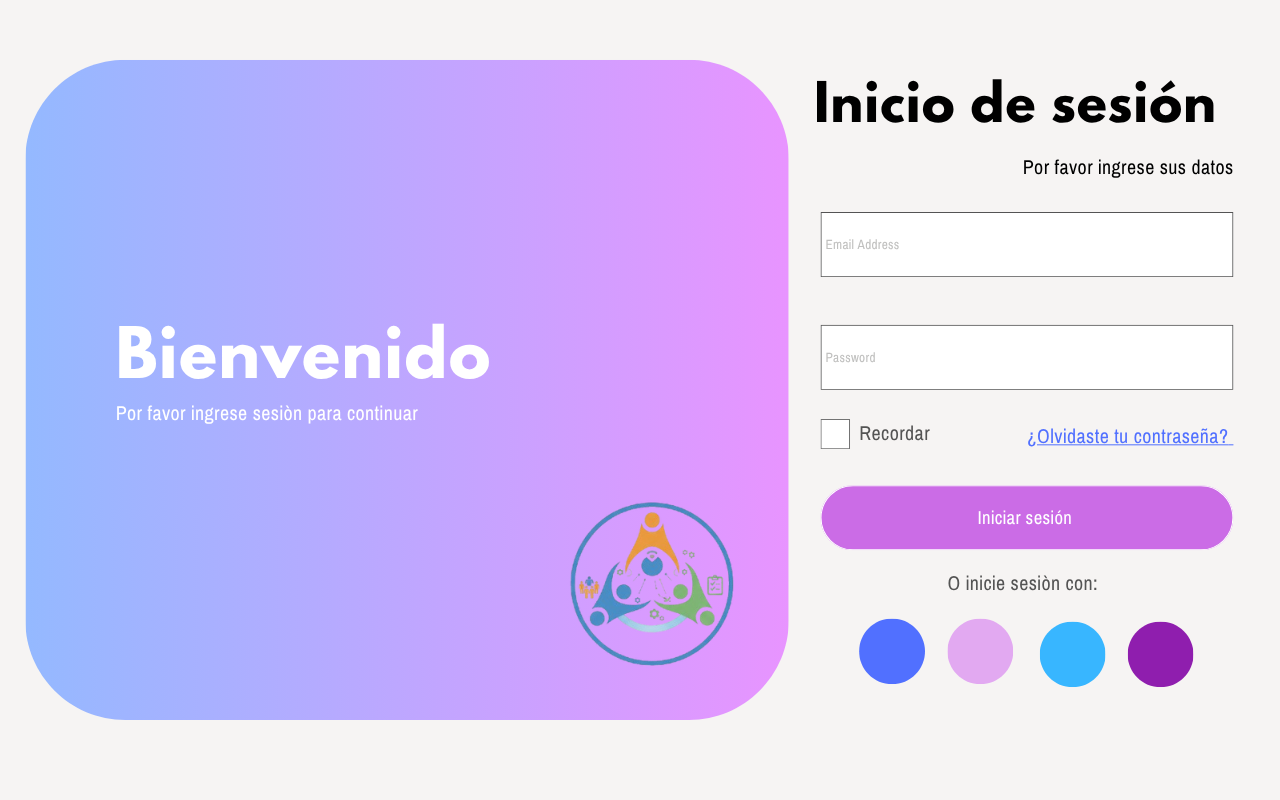 Bienvenido
Por favor ingrese sesiòn para continuar
Inicio de sesión
Por favor ingrese sus datos
Email Address
Password
Recordar
¿Olvidaste tu contraseña?
Iniciar sesión
O inicie sesiòn con: